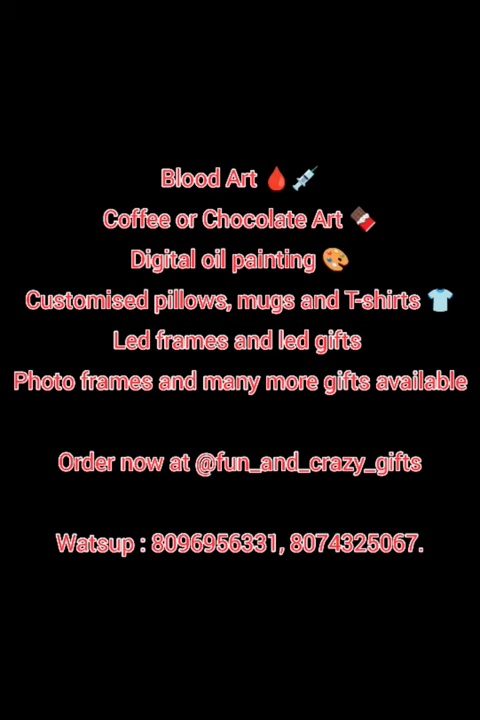 Blood Art 🩸💉
Coffee or Chocolate Art 🍫
Digital oil painting 🎨
Customised pillows, mugs and T-shirts 👕
Led frames and led gifts
Photo frames and many more gifts available
Order now at @fun_and_crazy_gifts
Watsup : 8096956331, 8074325067.